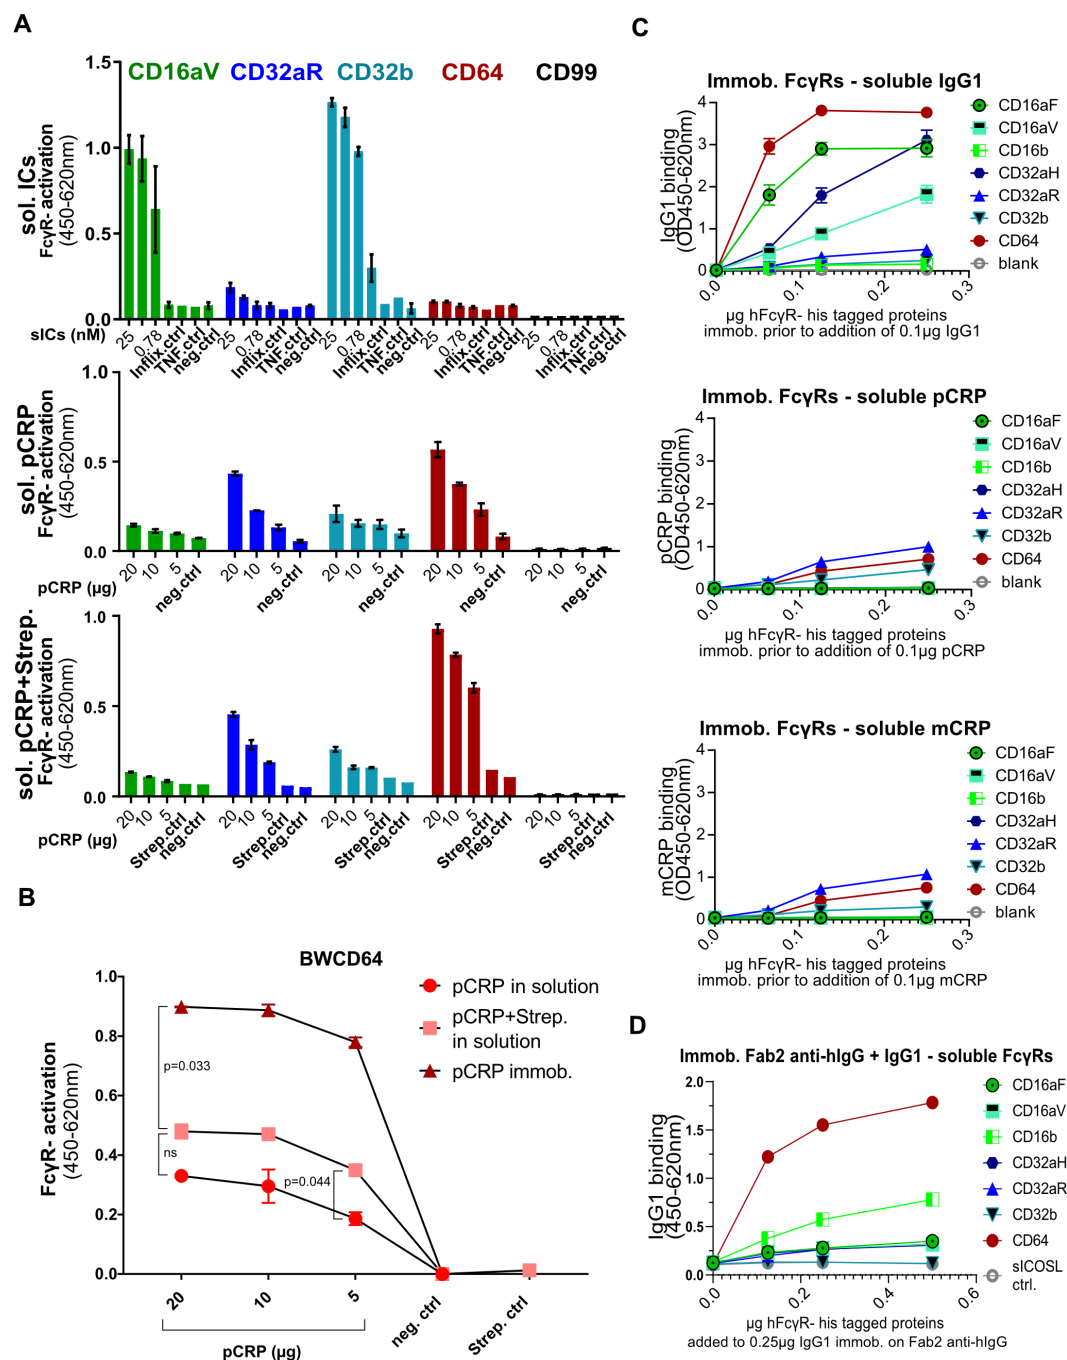 A
1.5
CD16aV CD32aR CD32b CD64 CD99
sol. ICs
FcγR- activation
(450-620nm)
1.0
0.5
0.0
sICs (nM)
25 0,78 Inflix.ctrl TNF.ctrl neg.ctrl
25 0,78 Inflix.ctrl TNF.ctrl neg.ctrl
25 0,78 Inflix.ctrl TNF.ctrl neg.ctrl
25 0,78 Inflix.ctrl TNF.ctrl neg.ctrl
25 0,78 Inflix.ctrl TNF.ctrl neg.ctrl
sol. pCRP
FcγR- activation
(450-620nm)
1.0
0.5
0.0
pCRP (µg)
20 10 5 neg.ctrl
20 10 5 neg.ctrl
20 10 5 neg.ctrl
20 10 5 neg.ctrl
20 10 5 neg.ctrl
sol. pCRP+Strep.
FcγR- activation
(450-620nm)
1.0
0.5
0.0
pCRP (µg)
20 10 5 Strep.ctrl neg.ctrl
20 10 5 Strep.ctrl neg.ctrl
20 10 5 Strep.ctrl neg.ctrl
20 10 5 Strep.ctrl neg.ctrl
20 10 5 Strep.ctrl neg.ctrl
B
BWCD64
FcγR- activation
(450-620nm)
1.0
0.8
0.6
0.4
0.2
0.0
p=0.033
ns
p=0.044
pCRP in solution
pCRP+Strep.
in solution
pCRP immob.
20 10 5 neg. ctrl Strep. ctrl
pCRP (µg)
C
Immob. FcγRs - soluble IgG1
IgG1 binding
(OD450-620nm)
4
3
2
1
0
0.0 0.1 0.2 0.3
CD16aF
CD16aV
CD16b
CD32aH
CD32aR
CD32b
CD64
blank
µg hFcγR- his tagged proteins
immob. prior to addition of 0.1µg IgG1
Immob. FcγRs - soluble pCRP
pCRP binding
(OD450-620nm)
4
3
2
1
0
0.0 0.1 0.2 0.3
CD16aF
CD16aV
CD16b
CD32aH
CD32aR
CD32b
CD64
blank
µg hFcγR- his tagged proteins
immob. prior to addition of 0.1µg pCRP
Immob. FcγRs - soluble mCRP
mCRP binding
(OD450-620nm)
4
3
2
1
0
0.0 0.1 0.2 0.3
CD16aF
CD16aV
CD16b
CD32aH
CD32aR
CD32b
CD64
blank
µg hFcγR- his tagged proteins
immob. prior to addition of 0.1µg mCRP
D
Immob. Fab2 anti-hIgG + IgG1 - soluble FcγRs
IgG1 binding
(450-620nm)
2.0
1.5
1.0
0.5
0.0
0.0 0.2 0.4 0.6
CD16aF
CD16aV
CD16b
CD32aH
CD32aR
CD32b
CD64
sICOSL
ctrl.
µg hFcγR- his tagged proteins
added to 0.25µg IgG1 immob. on Fab2 anti-hIgG